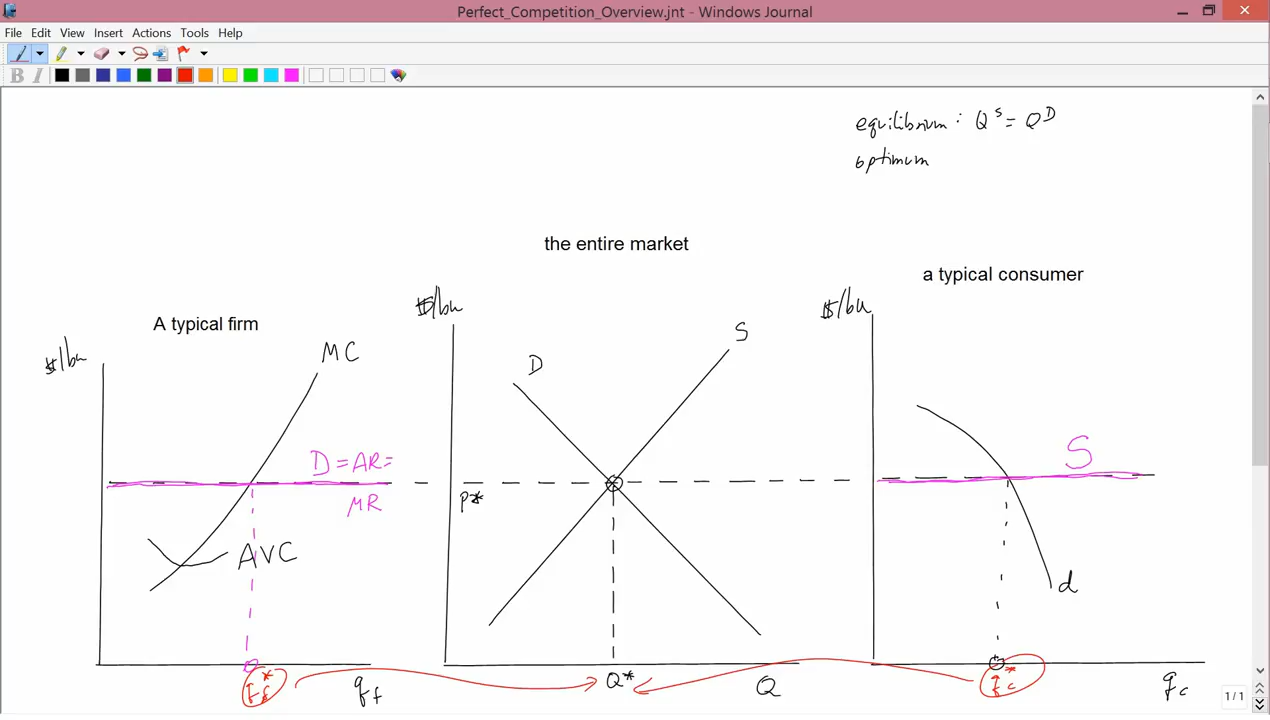 Perfect_Competition_Overview.jnt - Windows Journal
File Edit View Insert Actions Tools Help
B I
equilibrium: Q^S = Q^D
optimum
the entire market
a typical consumer
A typical firm
$/bu
MC
D = AR =
MR
AVC
q_f*
q_f
$/bu
D
S
P*
Q*
Q
$/bu
S
d
q_c*
q_c
1/1